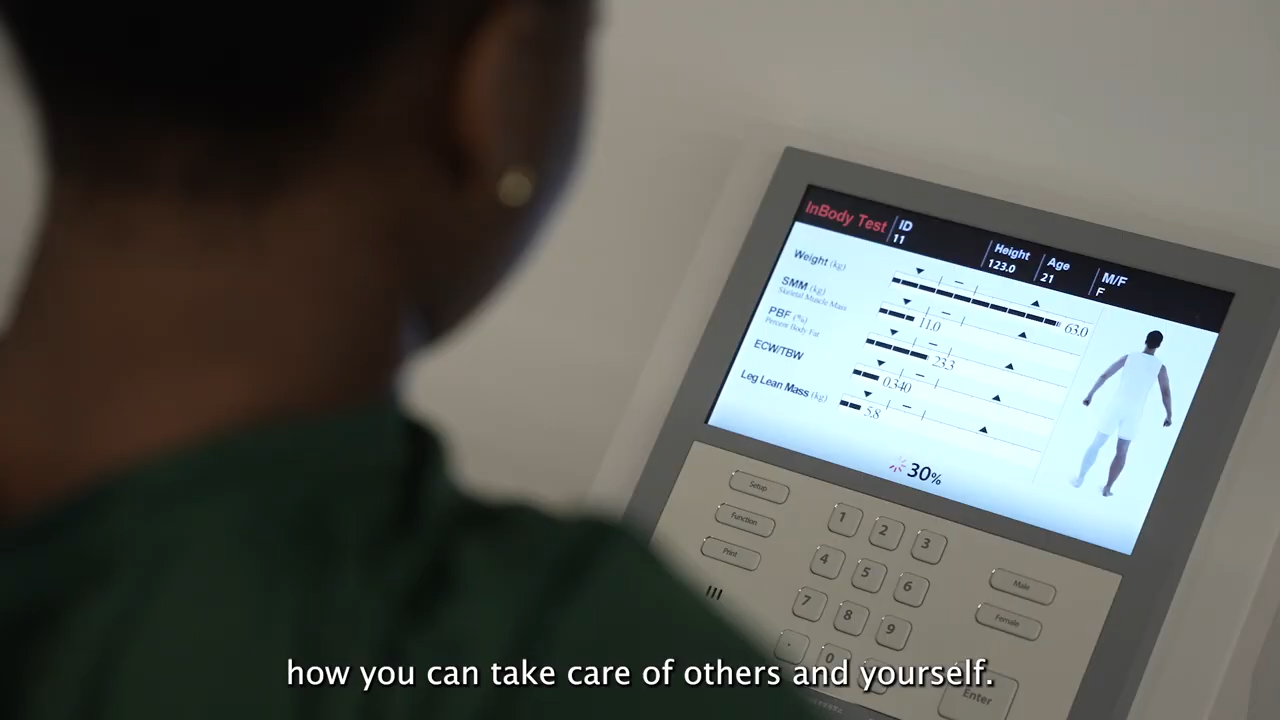 InBody Test
ID
11
Height
123.0
Age
21
M/F
F
Weight (kg)
63.0
SMM (kg)
Skeletal Muscle Mass
11.0
PBF (%)
Percent Body Fat
23.3
ECW/TBW
0.340
Leg Lean Mass (kg)
5.8
30%
Setup
Function
Print
1 2 3
4 5 6
7 8 9
. 0
Male
Female
Enter
how you can take care of others and yourself.